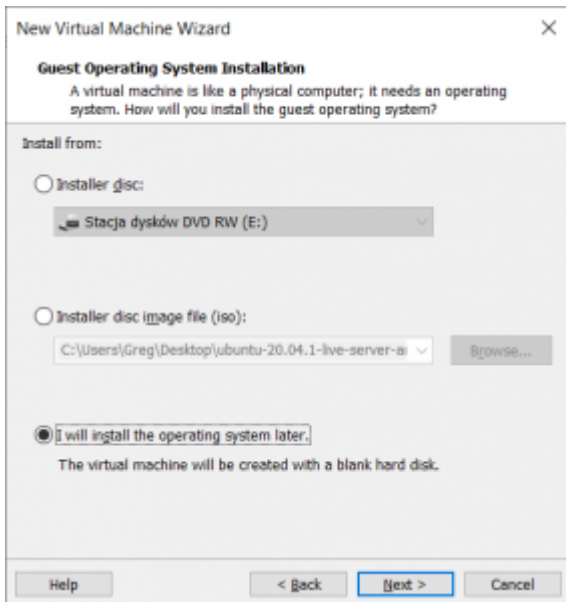 New Virtual Machine Wizard
Guest Operating System Installation
A virtual machine is like a physical computer; it needs an operating
system. How will you install the guest operating system?
Install from:
Installer disc:
Stacja dysków DVD RW (E:)
Installer disc image file (iso):
C:\Users\Greg\Desktop\ubuntu-20.04.1-live-server-a
Browse...
I will install the operating system later.
The virtual machine will be created with a blank hard disk.
Help
< Back
Next >
Cancel